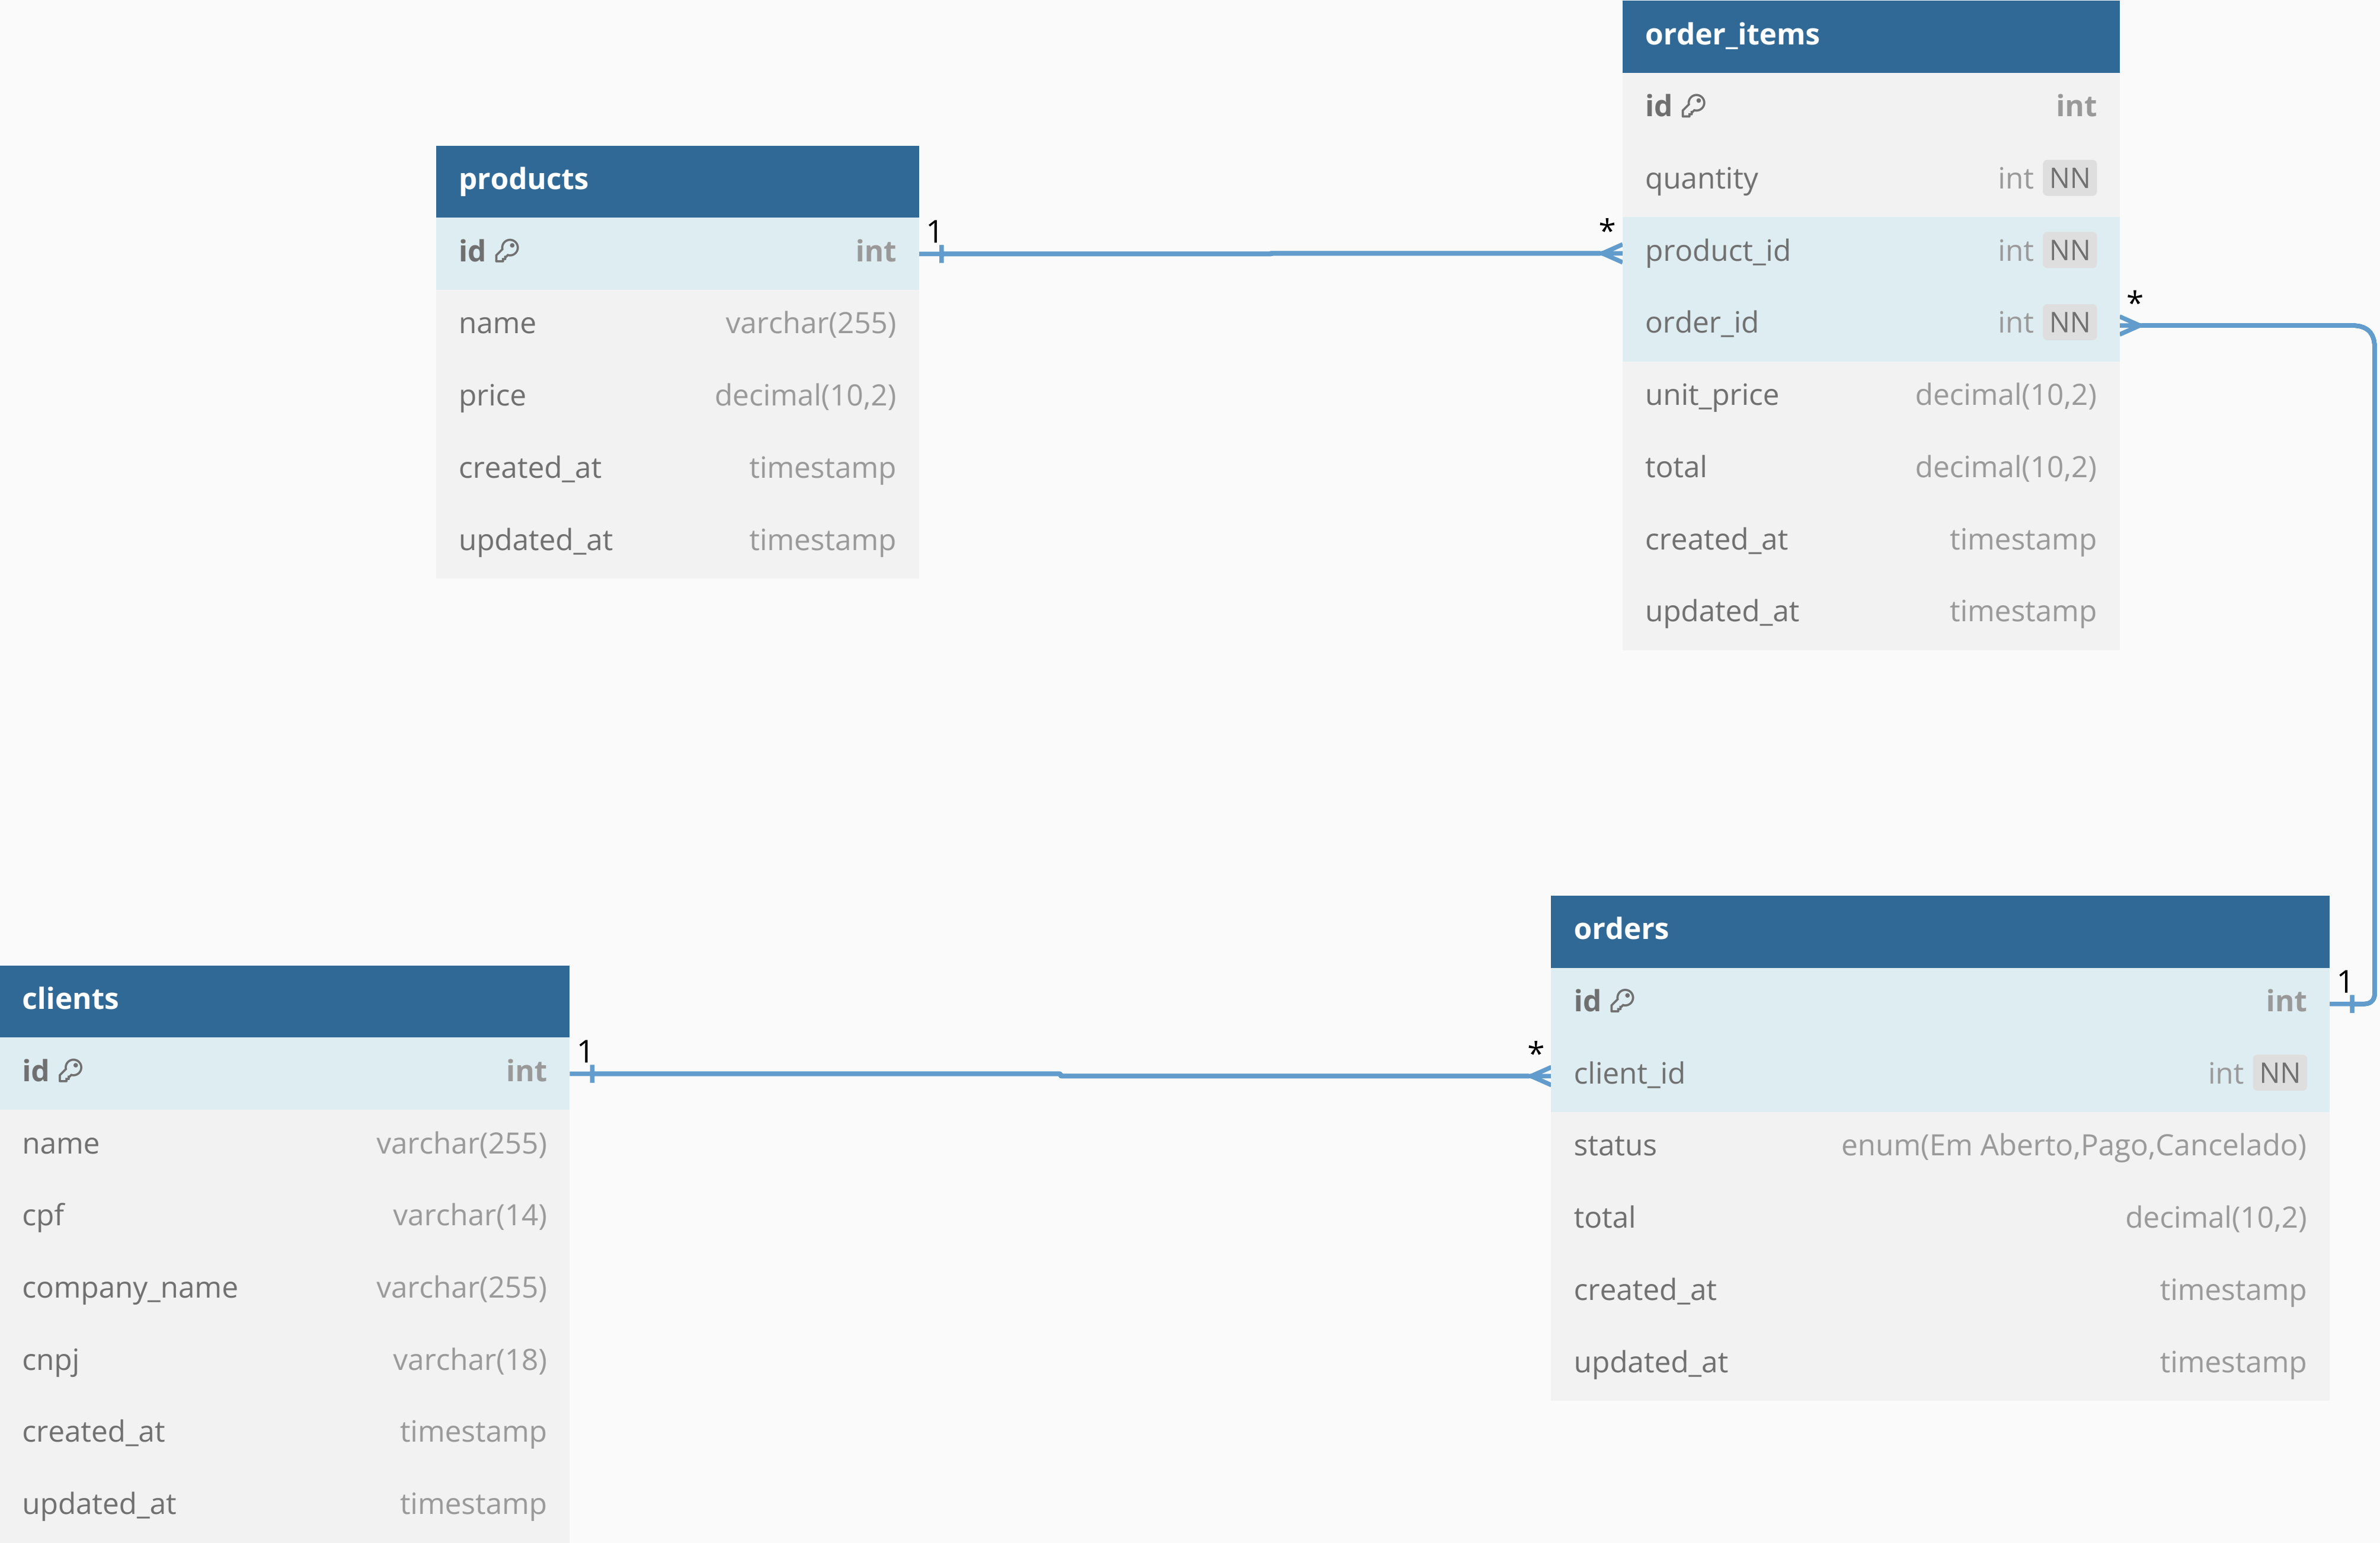 products
id int
name varchar(255)
price decimal(10,2)
created_at timestamp
updated_at timestamp
1
*
order_items
id int
quantity int NN
product_id int NN
order_id int NN
unit_price decimal(10,2)
total decimal(10,2)
created_at timestamp
updated_at timestamp
*
1
clients
id int
name varchar(255)
cpf varchar(14)
company_name varchar(255)
cnpj varchar(18)
created_at timestamp
updated_at timestamp
1
*
orders
id int
client_id int NN
status enum(Em Aberto,Pago,Cancelado)
total decimal(10,2)
created_at timestamp
updated_at timestamp